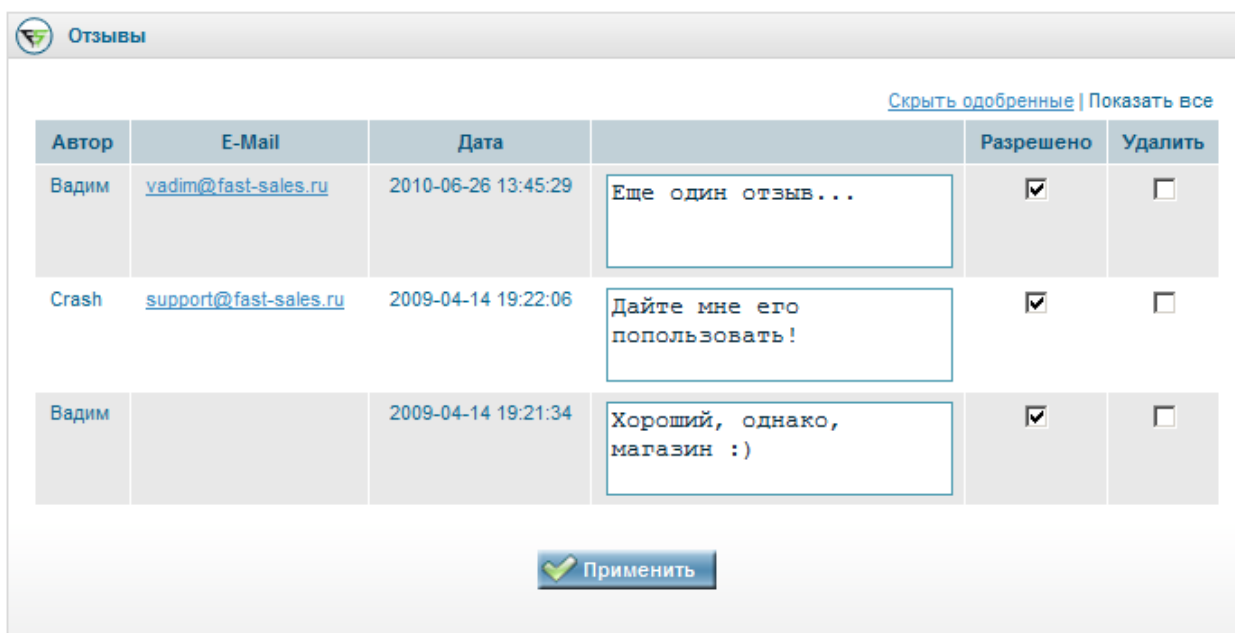 Отзывы
Скрыть одобренные | Показать все
Автор E-Mail Дата Разрешено Удалить
Вадим vadim@fast-sales.ru 2010-06-26 13:45:29 Еще один отзыв...
Crash support@fast-sales.ru 2009-04-14 19:22:06 Дайте мне его
попользовать!
Вадим 2009-04-14 19:21:34 Хороший, однако,
магазин :)
Применить